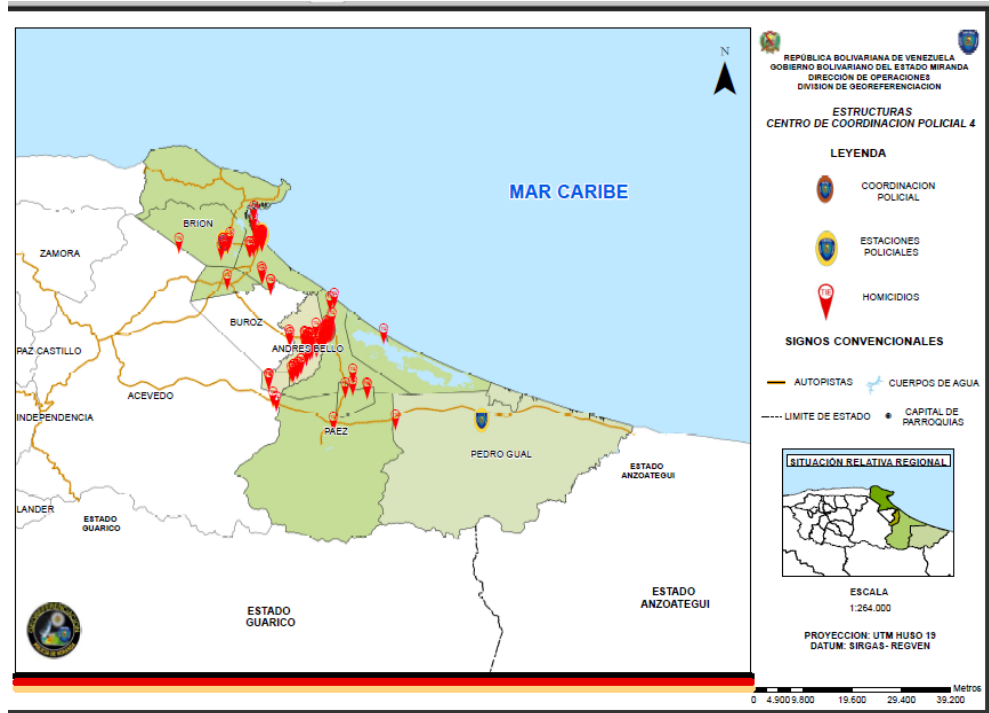 N
MAR CARIBE
BRION
ZAMORA
BUROZ
PAZ CASTILLO
ANDRES BELLO
ACEVEDO
INDEPENDENCIA
PAEZ
PEDRO GUAL
ESTADO
ANZOATEGUI
LANDER
ESTADO
GUARICO
ESTADO
GUARICO
ESTADO
ANZOATEGUI
REPÚBLICA BOLIVARIANA DE VENEZUELA
GOBIERNO BOLIVARIANO DEL ESTADO MIRANDA
DIRECCIÓN DE OPERACIONES
DIVISION DE GEOREFERENCIACION
ESTRUCTURAS
CENTRO DE COORDINACION POLICIAL 4
LEYENDA
COORDINACION
POLICIAL
ESTACIONES
POLICIALES
HOMICIDIOS
SIGNOS CONVENCIONALES
AUTOPISTAS
CUERPOS DE AGUA
LIMITE DE ESTADO
CAPITAL DE
PARROQUIAS
SITUACIÓN RELATIVA REGIONAL
ESCALA
1:264.000
PROYECCION: UTM HUSO 19
DATUM: SIRGAS- REGVEN
Metros
0 4.900 9.800 19.600 29.400 39.200